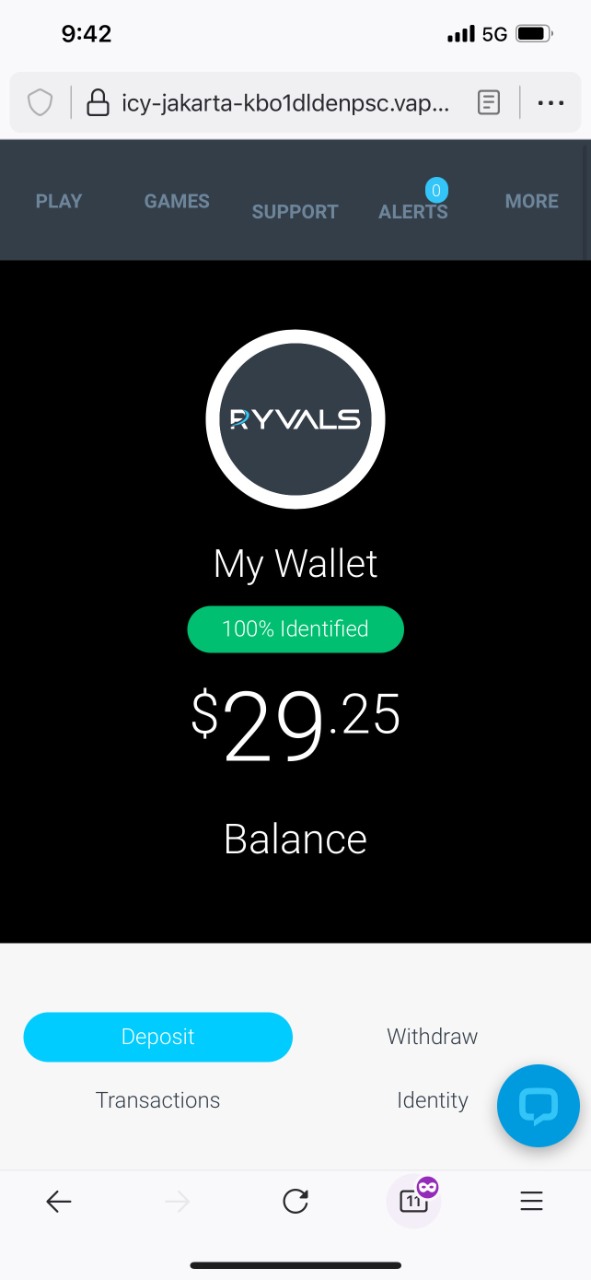 9:42 5G
icy-jakarta-kbo1dldenpsc.vap...
PLAY GAMES SUPPORT ALERTS 0 MORE
RYVALS
My Wallet
100% Identified
$29.25
Balance
Deposit Withdraw
Transactions Identity
11